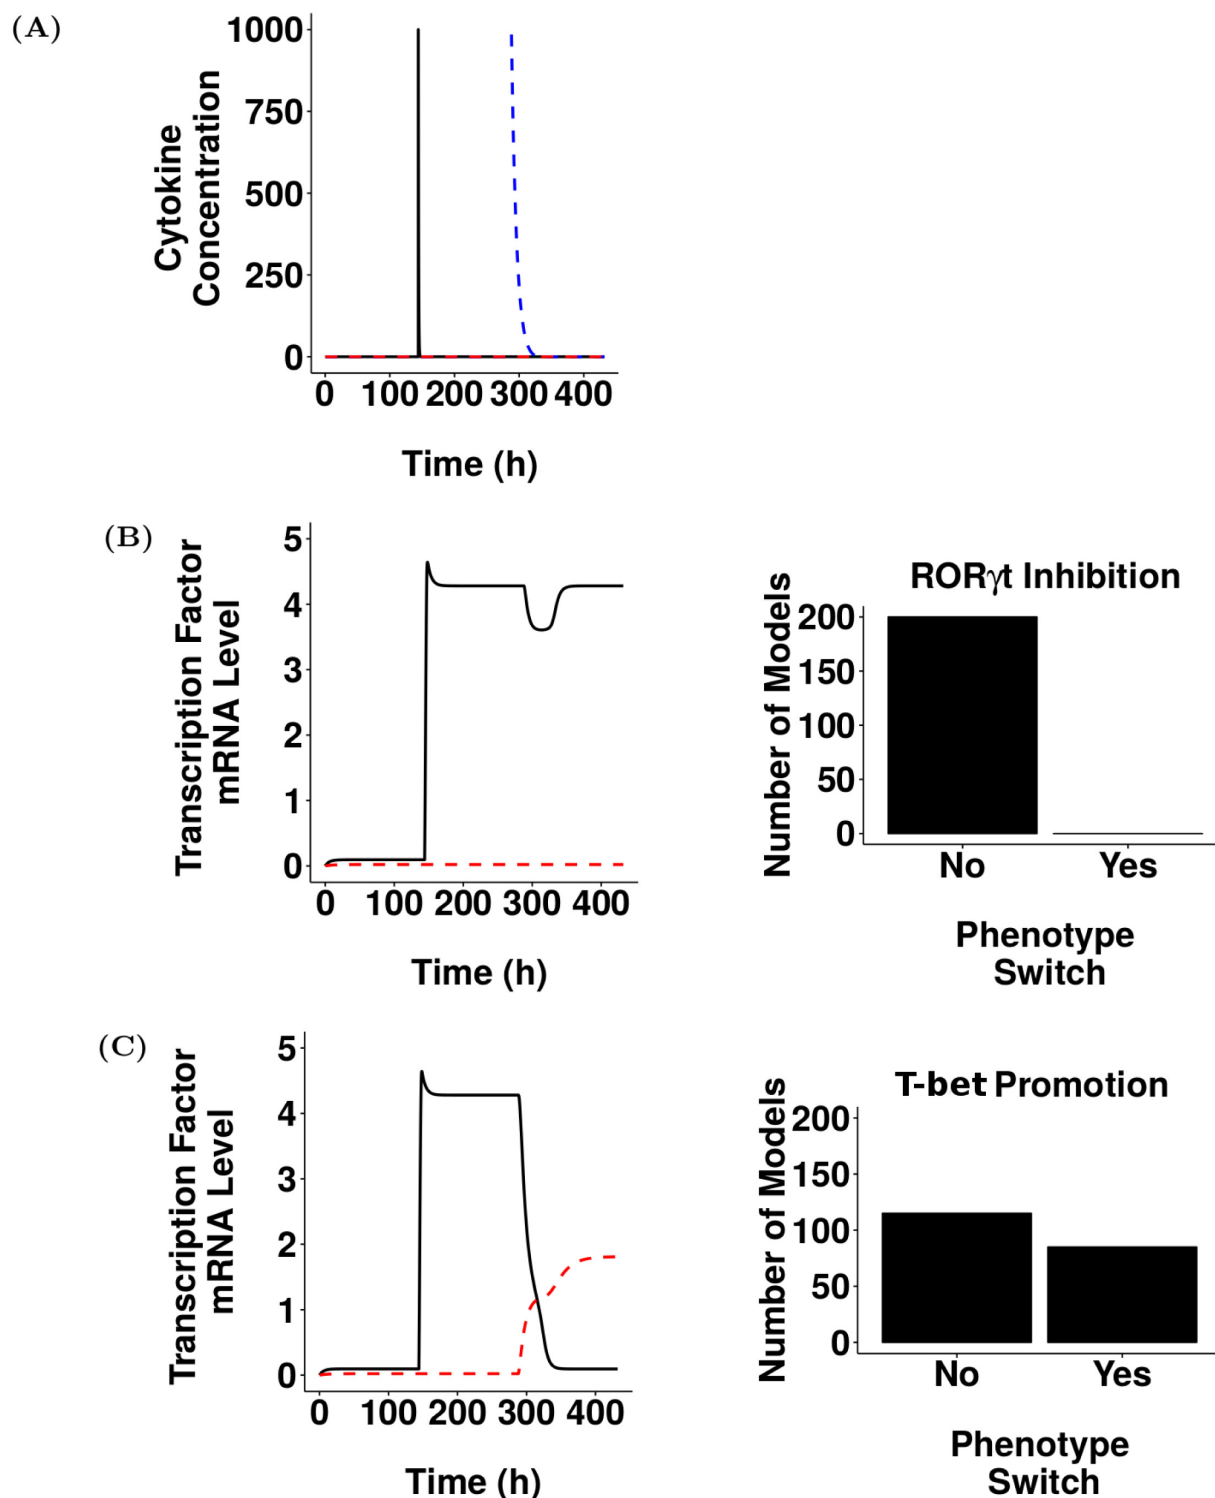 (A)
Cytokine
Concentration
1000
750
500
250
0
0 100 200 300 400
Time (h)
(B)
Transcription Factor
mRNA Level
5
4
3
2
1
0
0 100 200 300 400
Time (h)
RORγt Inhibition
Number of Models
200
150
100
50
0
No Yes
Phenotype
Switch
(C)
Transcription Factor
mRNA Level
5
4
3
2
1
0
0 100 200 300 400
Time (h)
T-bet Promotion
Number of Models
200
150
100
50
0
No Yes
Phenotype
Switch